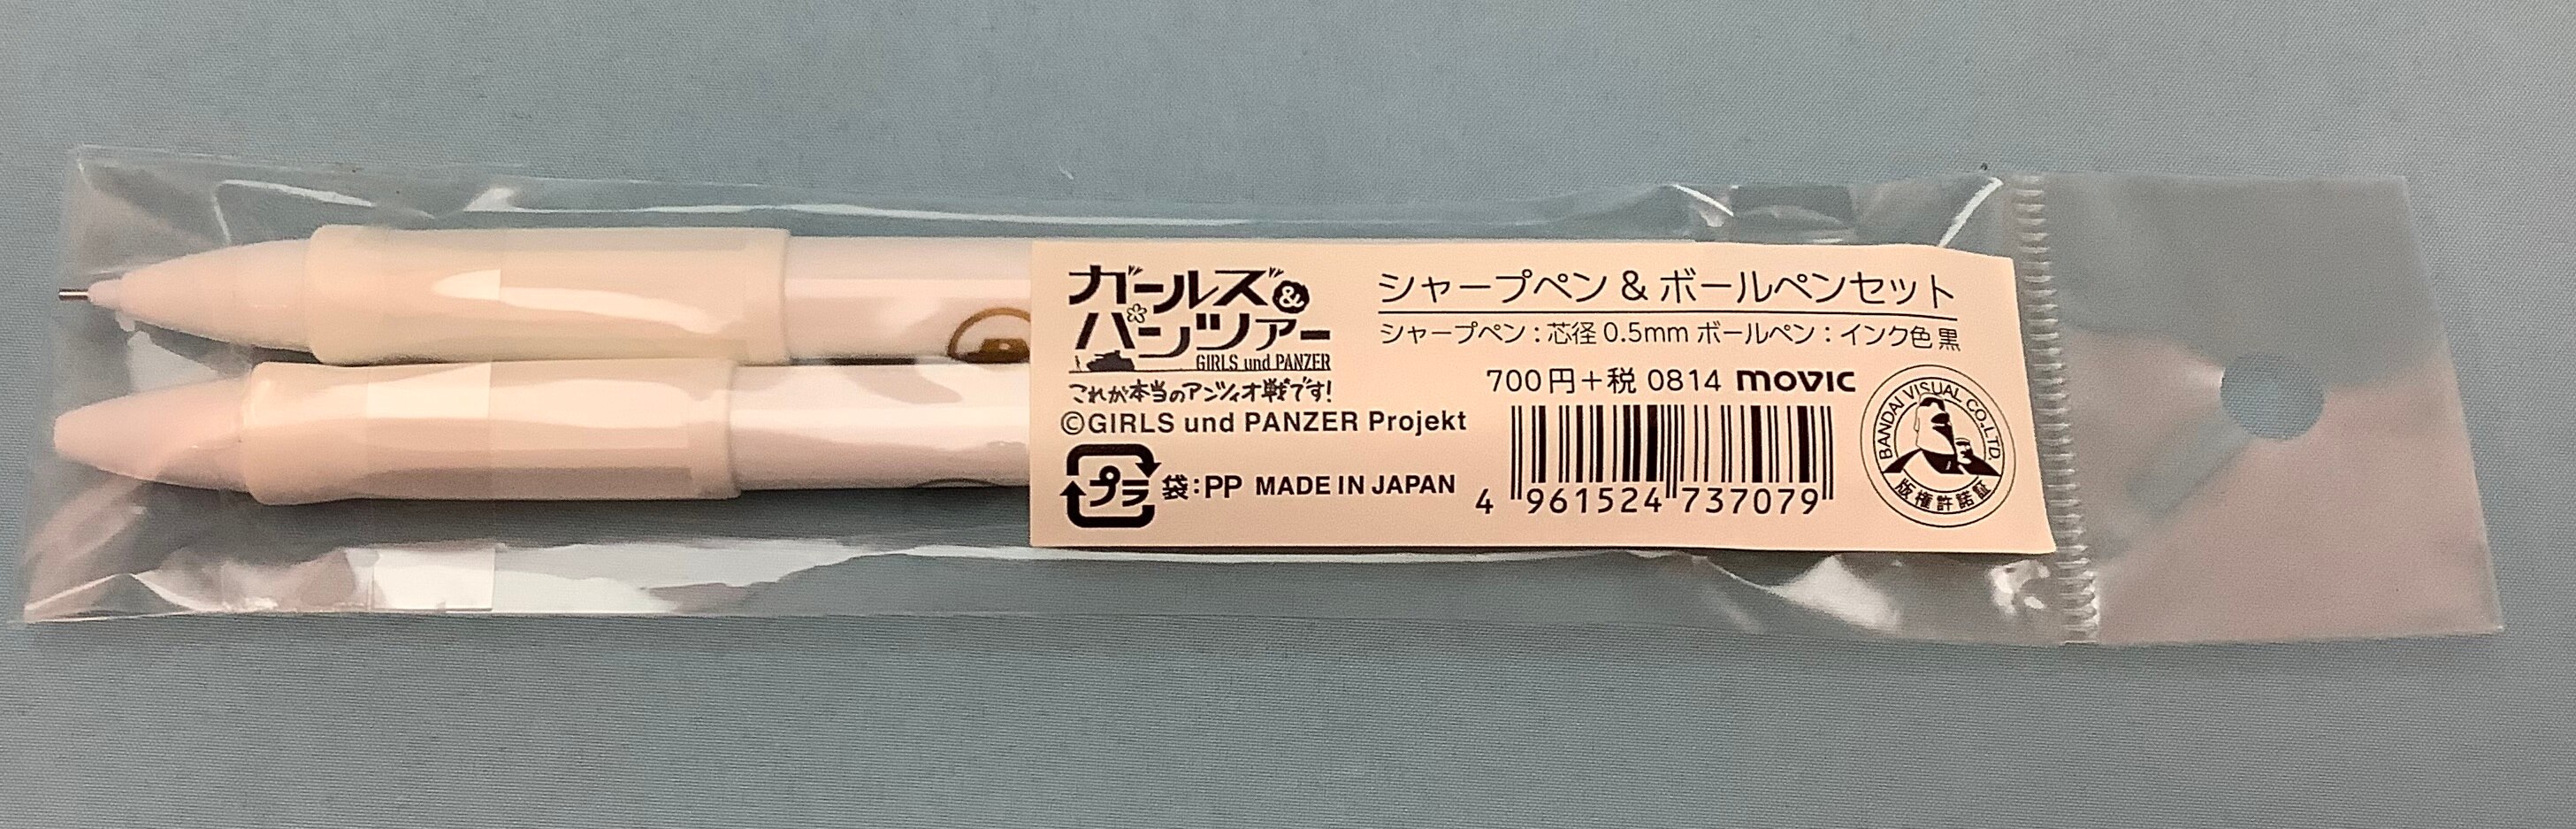 ガールズ&
パンツァー
GIRLS und PANZER
これが本当のアンツィオ戦です!
©GIRLS und PANZER Projekt
プラ 袋:PP MADE IN JAPAN
シャープペン & ボールペンセット
シャープペン:芯径 0.5mm ボールペン:インク色 黒
700円+税 0814 movic
4 961524 737079
BANDAI VISUAL CO.,LTD.
版権許諾証